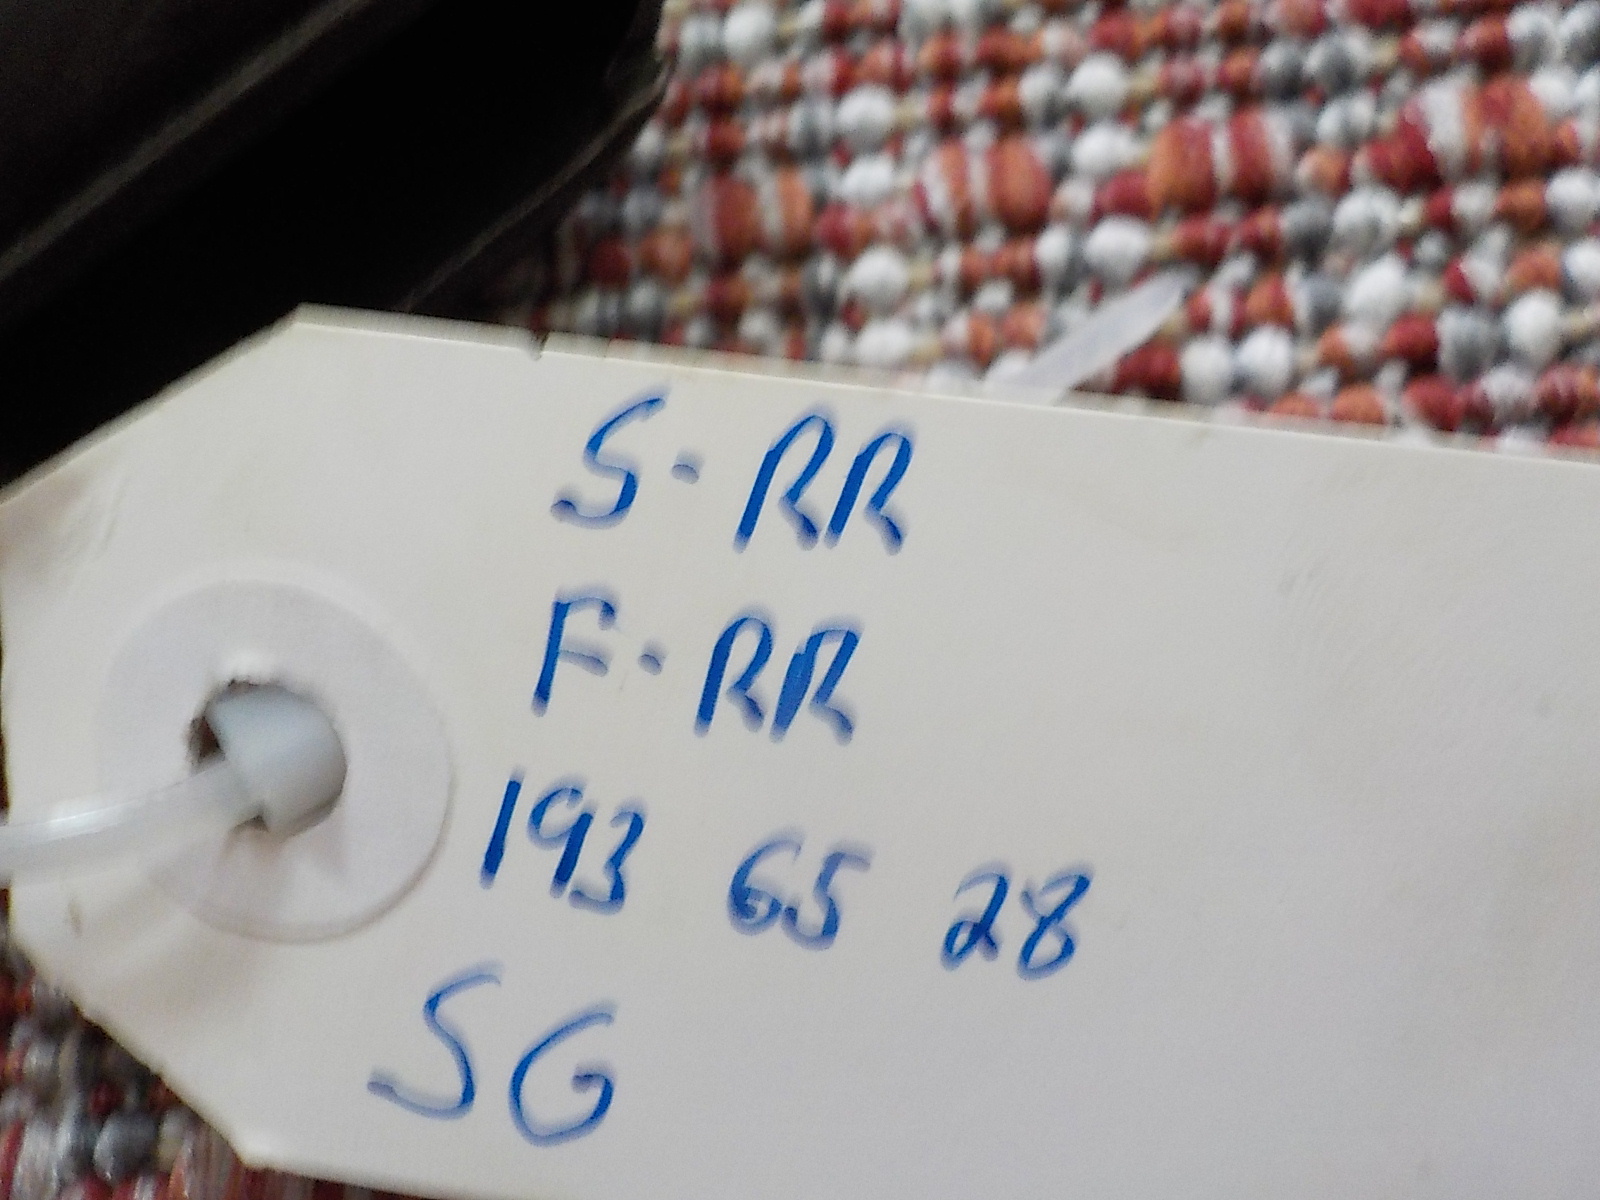 S. RR
F. RR
193 65 28
SG